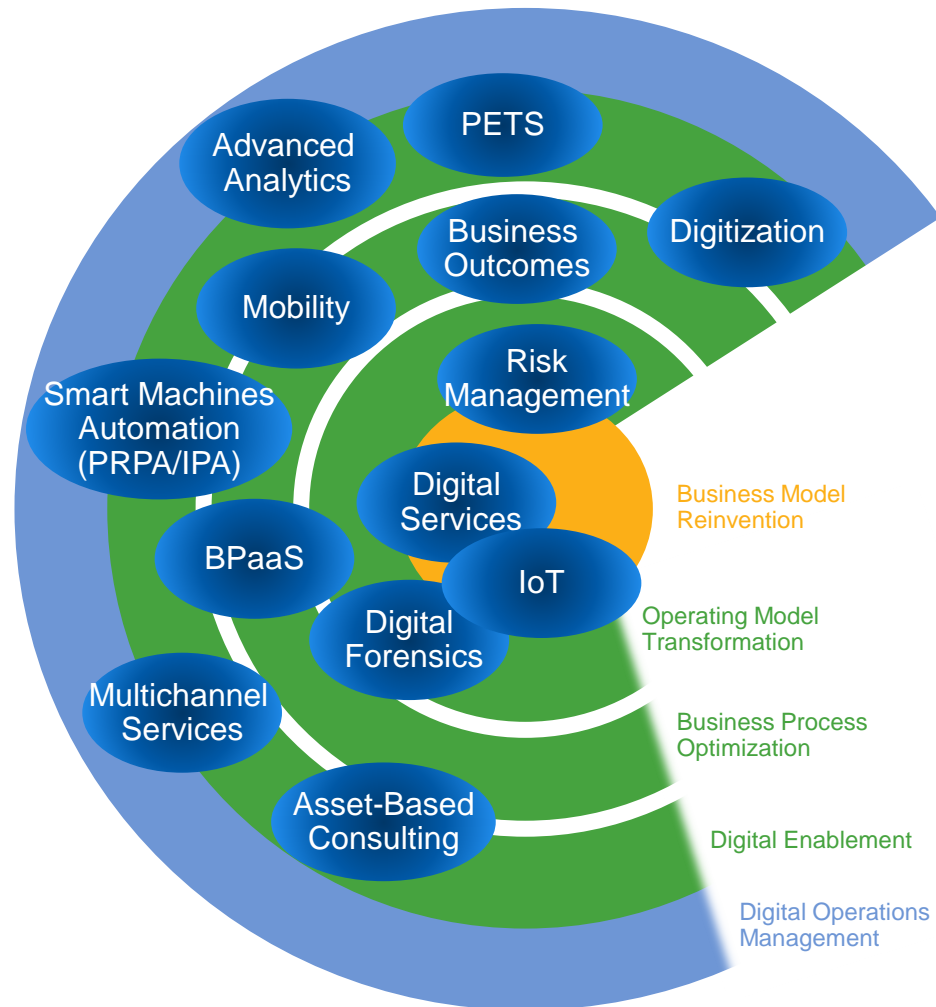 PETS
Advanced
Analytics
Business
Outcomes
Digitization
Mobility
Risk
Management
Smart Machines
Automation
(PRPA/IPA)
Digital
Services
Business Model
Reinvention
BPaaS
IoT
Digital
Forensics
Operating Model
Transformation
Multichannel
Services
Business Process
Optimization
Asset-Based
Consulting
Digital Enablement
Digital Operations
Management